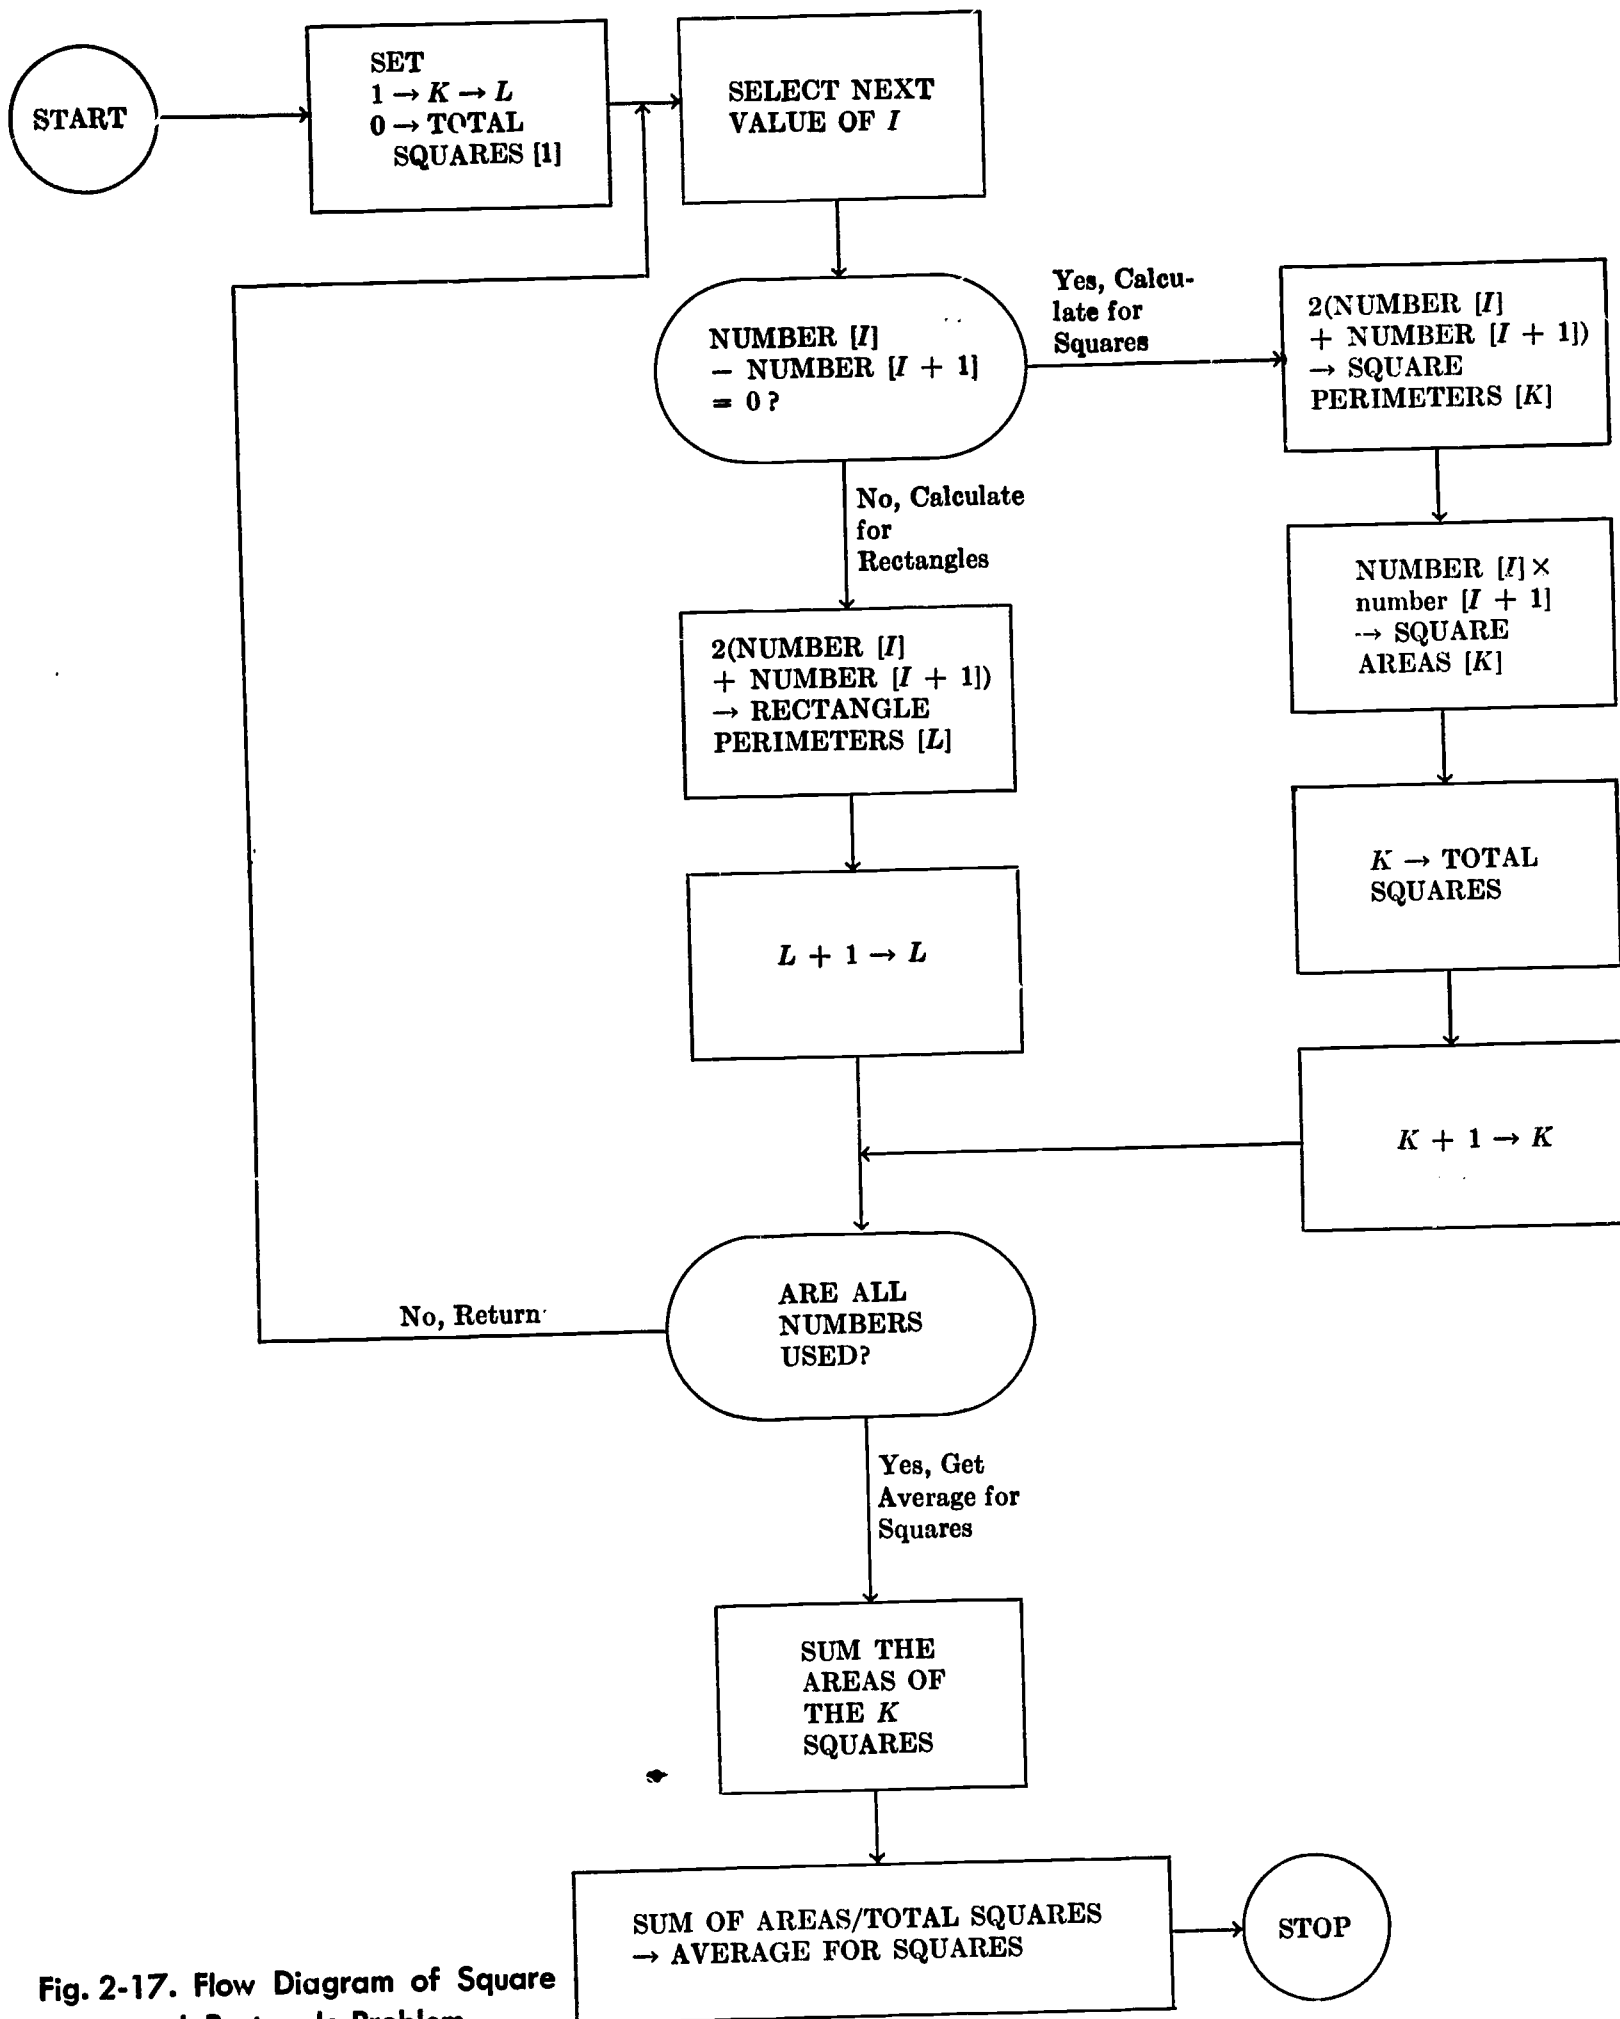 START
SET
1 → K → L
0 → TOTAL
SQUARES [1]
SELECT NEXT
VALUE OF I
NUMBER [I]
− NUMBER [I + 1]
= 0?
Yes, Calcu-
late for
Squares
2(NUMBER [I]
+ NUMBER [I + 1])
→ SQUARE
PERIMETERS [K]
No, Calculate
for
Rectangles
NUMBER [I] ×
number [I + 1]
→ SQUARE
AREAS [K]
2(NUMBER [I]
+ NUMBER [I + 1])
→ RECTANGLE
PERIMETERS [L]
K → TOTAL
SQUARES
L + 1 → L
K + 1 → K
ARE ALL
NUMBERS
USED?
No, Return
Yes, Get
Average for
Squares
SUM THE
AREAS OF
THE K
SQUARES
SUM OF AREAS/TOTAL SQUARES
→ AVERAGE FOR SQUARES
STOP
Fig. 2-17. Flow Diagram of Square
Problem